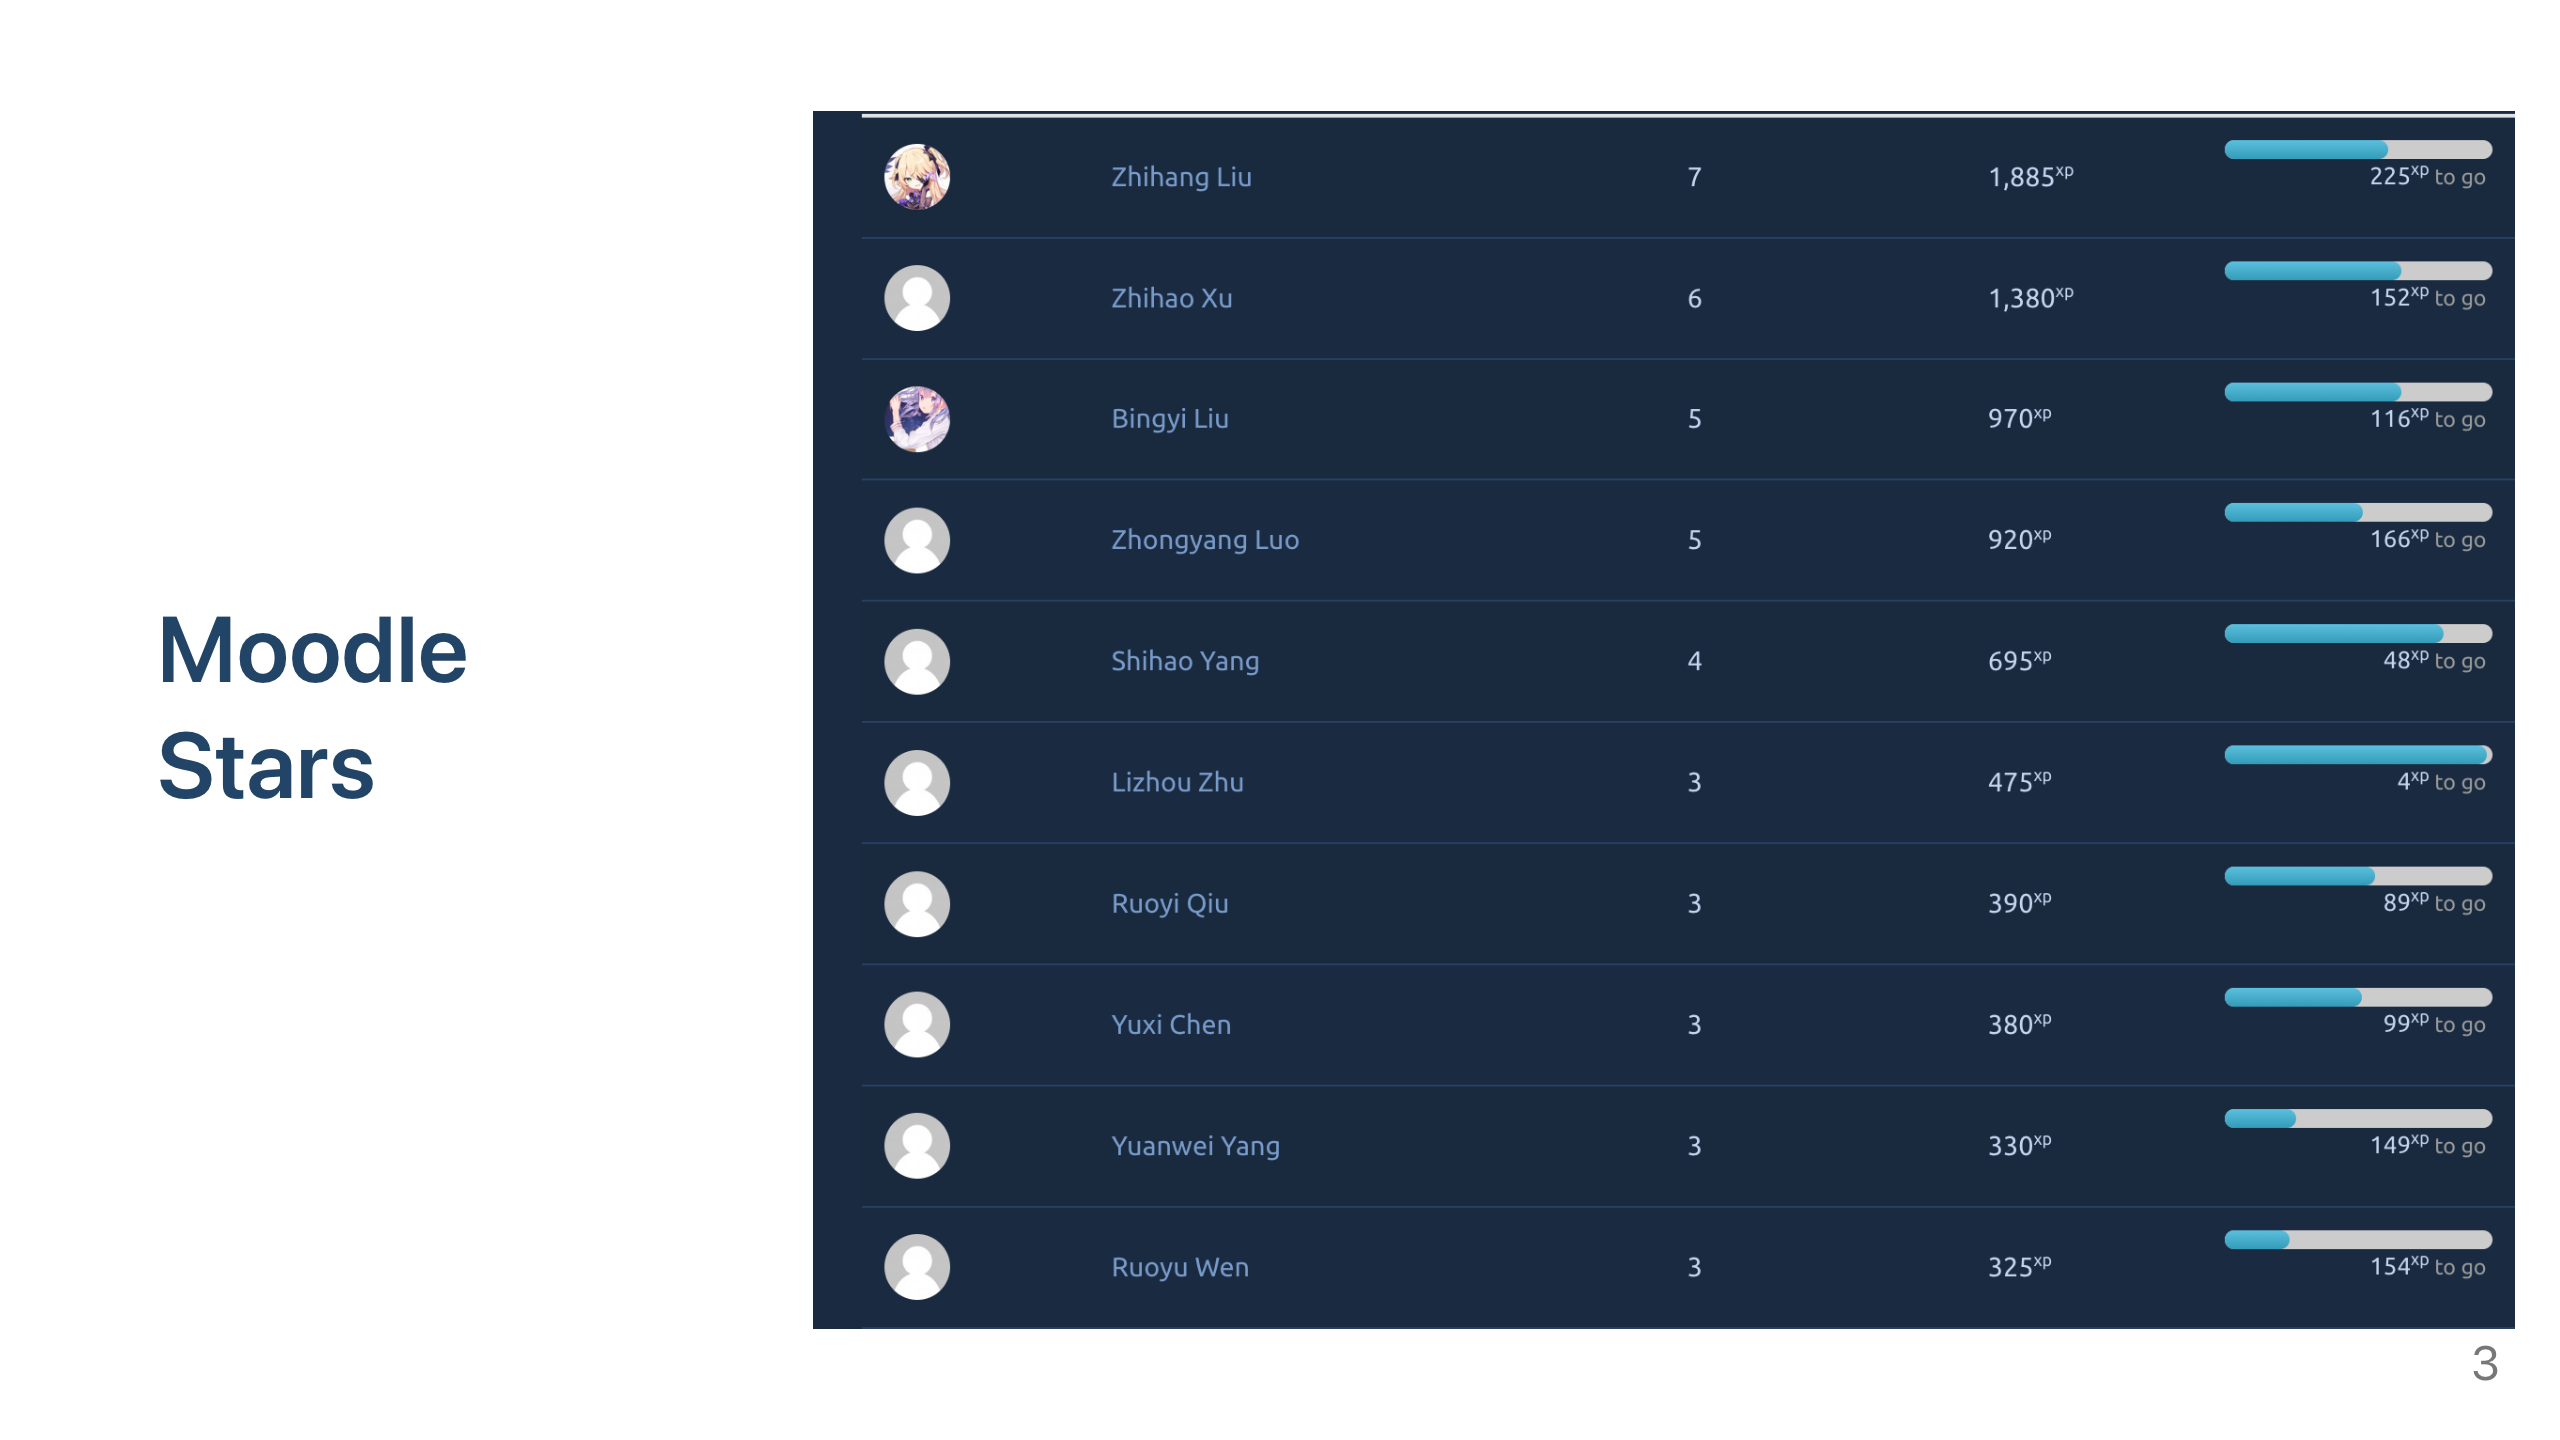 Moodle
Stars
Zhihang Liu 7 1,885xp 225xp to go
Zhihao Xu 6 1,380xp 152xp to go
Bingyi Liu 5 970xp 116xp to go
Zhongyang Luo 5 920xp 166xp to go
Shihao Yang 4 695xp 48xp to go
Lizhou Zhu 3 475xp 4xp to go
Ruoyi Qiu 3 390xp 89xp to go
Yuxi Chen 3 380xp 99xp to go
Yuanwei Yang 3 330xp 149xp to go
Ruoyu Wen 3 325xp 154xp to go
3